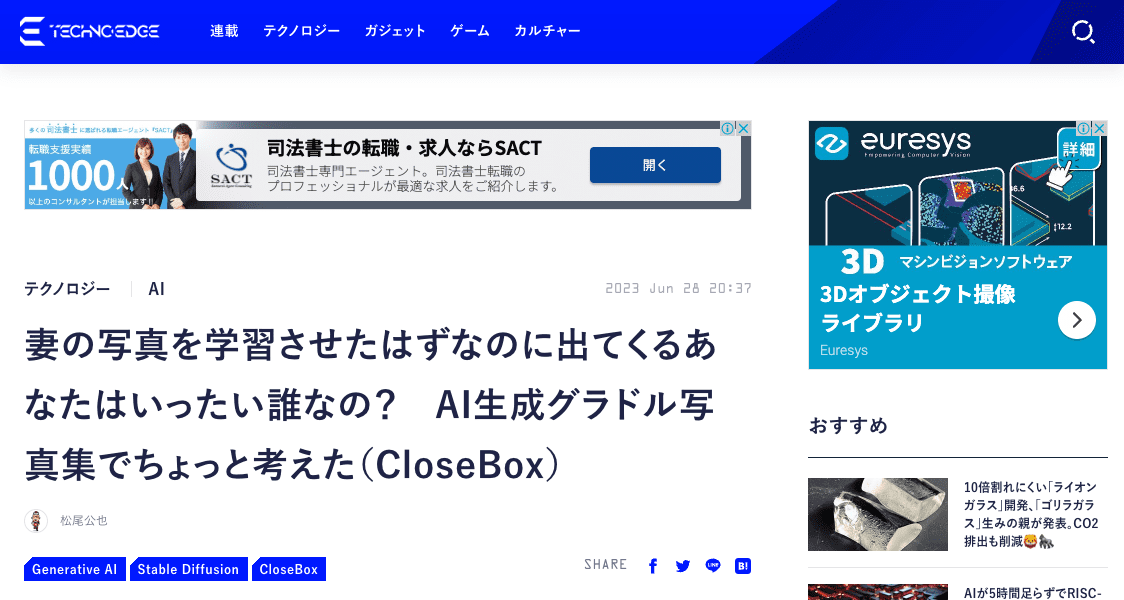 TECHNOEDGE
連載 テクノロジー ガジェット ゲーム カルチャー
多くの司法書士に選ばれる転職エージェント『SACT』
転職支援実績
1000人
以上のコンサルタントが担当します!!
SACT
司法書士の転職・求人ならSACT
司法書士専門エージェント。司法書士転職の
プロフェッショナルが最適な求人をご紹介します。
開く
テクノロジー AI
2023 Jun 28 20:37
妻の写真を学習させたはずなのに出てくるあ
なたはいったい誰なの? AI生成グラドル写
真集でちょっと考えた(CloseBox)
松尾公也
Generative AI Stable Diffusion CloseBox
SHARE
LINE
B!
euresys
Empowering Computer Vision
詳細
46.6
12.2
3D マシンビジョンソフトウェア
3Dオブジェクト撮像
ライブラリ
Euresys
おすすめ
10倍割れにくい「ライオン
ガラス」開発、「ゴリラガラ
ス」生みの親が発表。CO2
排出も削減🦁🦍
AIが5時間足らずでRISC-